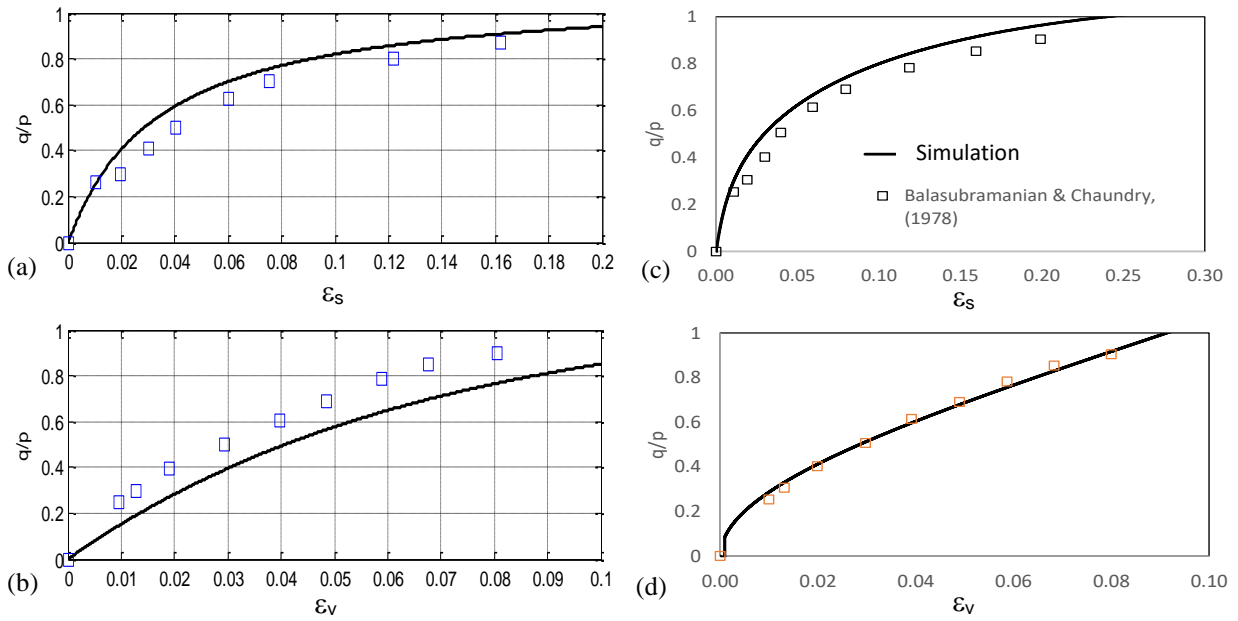 1
0.8
0.6
0.4
0.2
0
q/p
0 0.02 0.04 0.06 0.08 0.1 0.12 0.14 0.16 0.18 0.2
εs
(a)
1
0.8
0.6
0.4
0.2
0
q/p
0.00 0.05 0.10 0.15 0.20 0.25 0.30
εs
(c)
Simulation
Balasubramanian & Chaundry,
(1978)
1
0.8
0.6
0.4
0.2
0
q/p
0 0.01 0.02 0.03 0.04 0.05 0.06 0.07 0.08 0.09 0.1
εv
(b)
1
0.8
0.6
0.4
0.2
0
q/p
0.00 0.02 0.04 0.06 0.08 0.10
εv
(d)